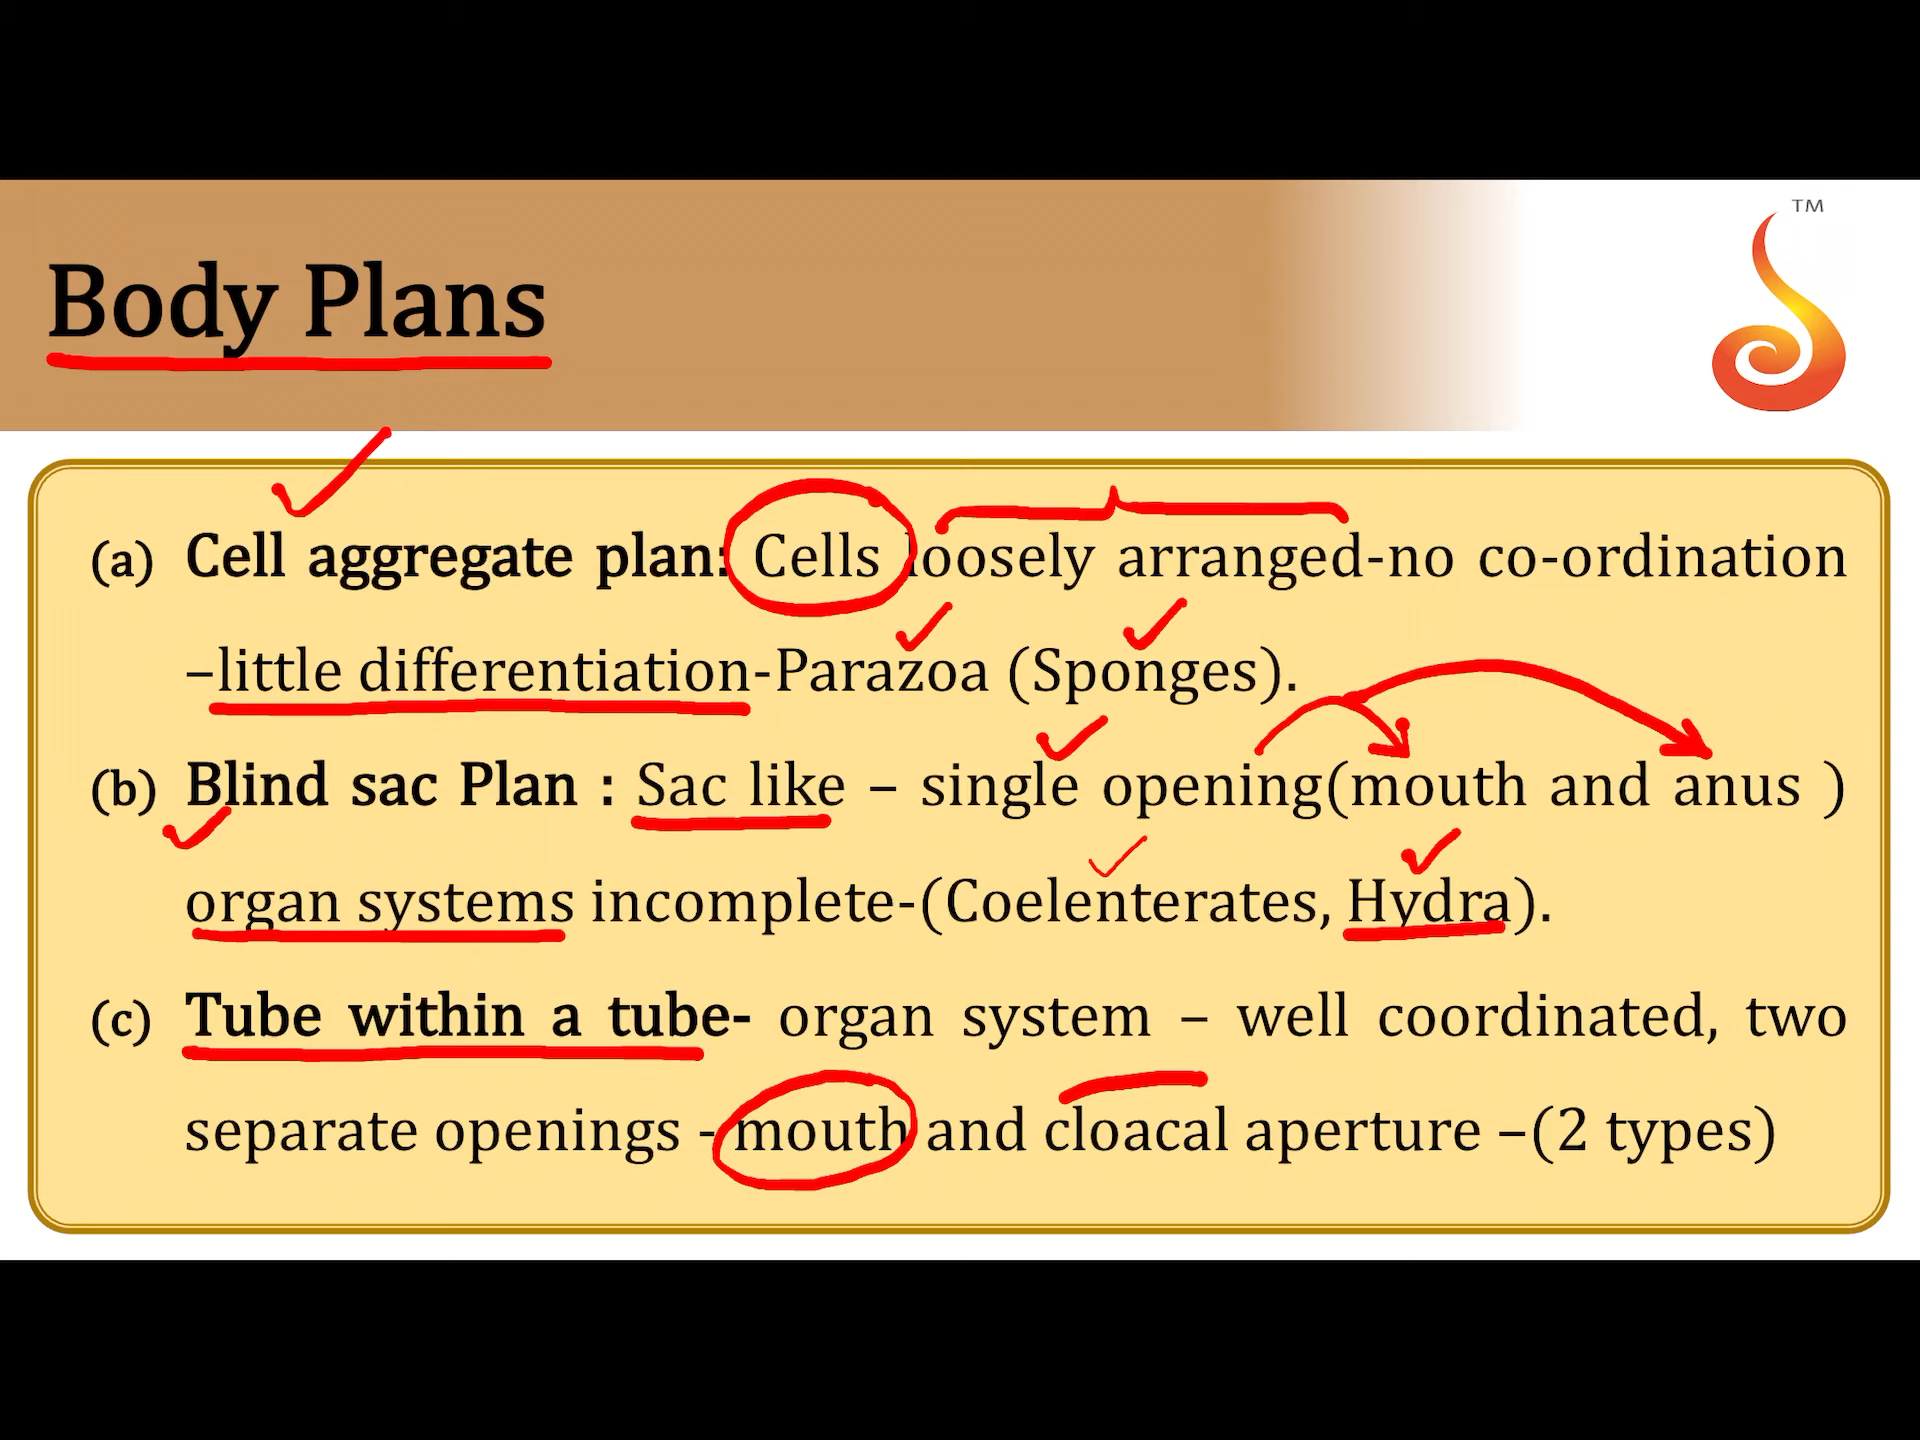 TM
Body Plans
(a) Cell aggregate plan: Cells loosely arranged-no co-ordination
–little differentiation-Parazoa (Sponges).
(b) Blind sac Plan : Sac like – single opening(mouth and anus )
organ systems incomplete-(Coelenterates, Hydra).
(c) Tube within a tube- organ system – well coordinated, two
separate openings - mouth and cloacal aperture –(2 types)